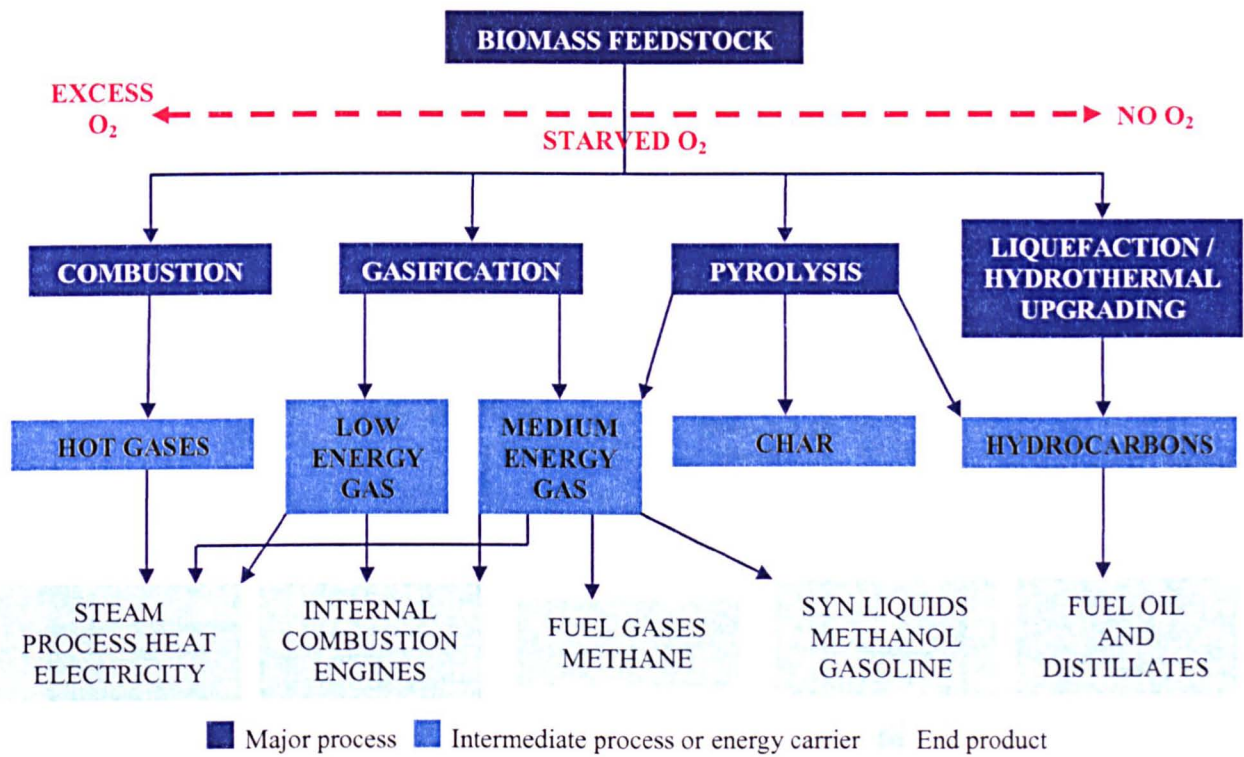 BIOMASS FEEDSTOCK
EXCESS
O₂
NO O₂
STARVED O₂
COMBUSTION
GASIFICATION
PYROLYSIS
LIQUEFACTION /
HYDROTHERMAL
UPGRADING
HOT GASES
LOW
ENERGY
GAS
MEDIUM
ENERGY
GAS
CHAR
HYDROCARBONS
STEAM
PROCESS HEAT
ELECTRICITY
INTERNAL
COMBUSTION
ENGINES
FUEL GASES
METHANE
SYN LIQUIDS
METHANOL
GASOLINE
FUEL OIL
AND
DISTILLATES
Major process
Intermediate process or energy carrier
End product